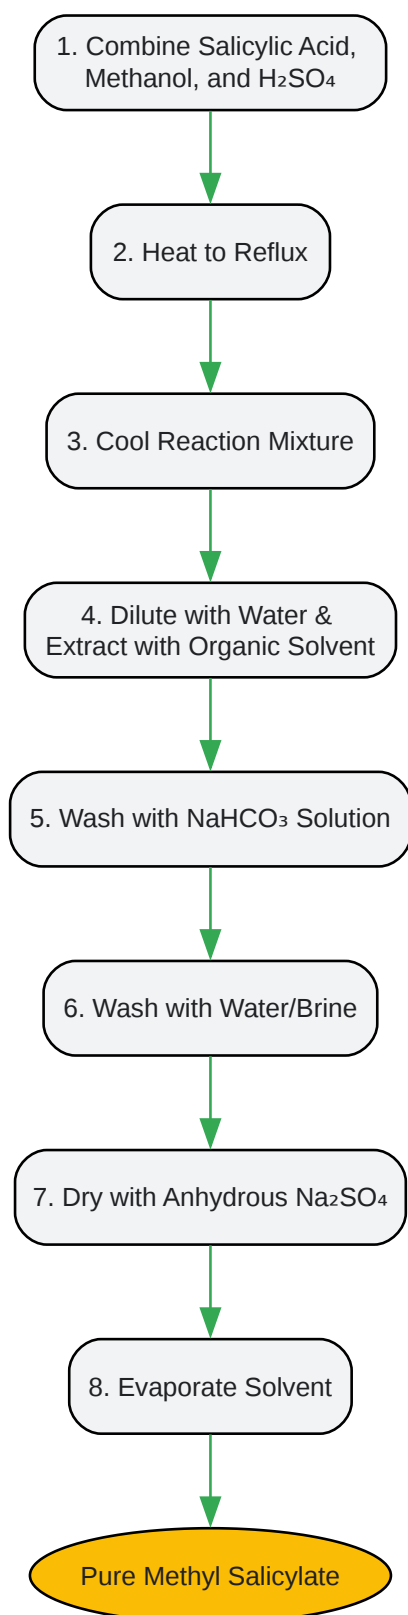 1. Combine Salicylic Acid,
Methanol, and H₂SO₄
2. Heat to Reflux
3. Cool Reaction Mixture
4. Dilute with Water &
Extract with Organic Solvent
5. Wash with NaHCO₃ Solution
6. Wash with Water/Brine
7. Dry with Anhydrous Na₂SO₄
8. Evaporate Solvent
Pure Methyl Salicylate